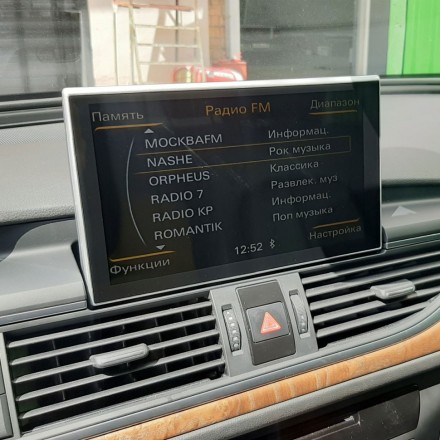 Память Радио FM Диапазон
МОСКВАFM Информац.
NASHE Рок музыка
ORPHEUS Классика
RADIO 7 Развлек. муз
RADIO KP Информац.
ROMANTIK Поп музыка
Функции 12:52 Настройка